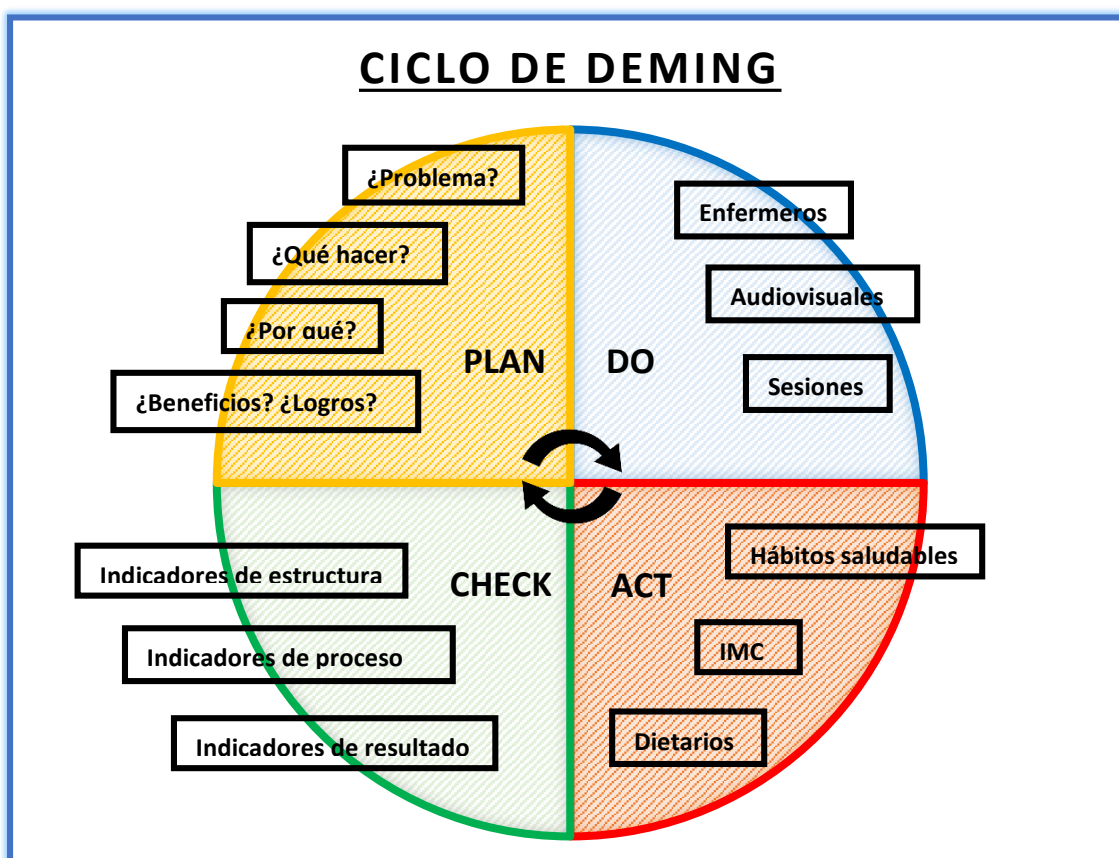 CICLO DE DEMING
¿Problema?
¿Qué hacer?
¿Por qué?
¿Beneficios? ¿Logros?
PLAN
DO
Enfermeros
Audiovisuales
Sesiones
Indicadores de estructura
Indicadores de proceso
Indicadores de resultado
CHECK
ACT
Hábitos saludables
IMC
Dietarios